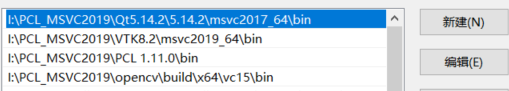 I:\PCL_MSVC2019\Qt5.14.2\5.14.2\msvc2017_64\bin
新建(N)
I:\PCL_MSVC2019\VTK8.2\msvc2019_64\bin
I:\PCL_MSVC2019\PCL 1.11.0\bin
编辑(E)
I:\PCL_MSVC2019\opencv\build\x64\vc15\bin